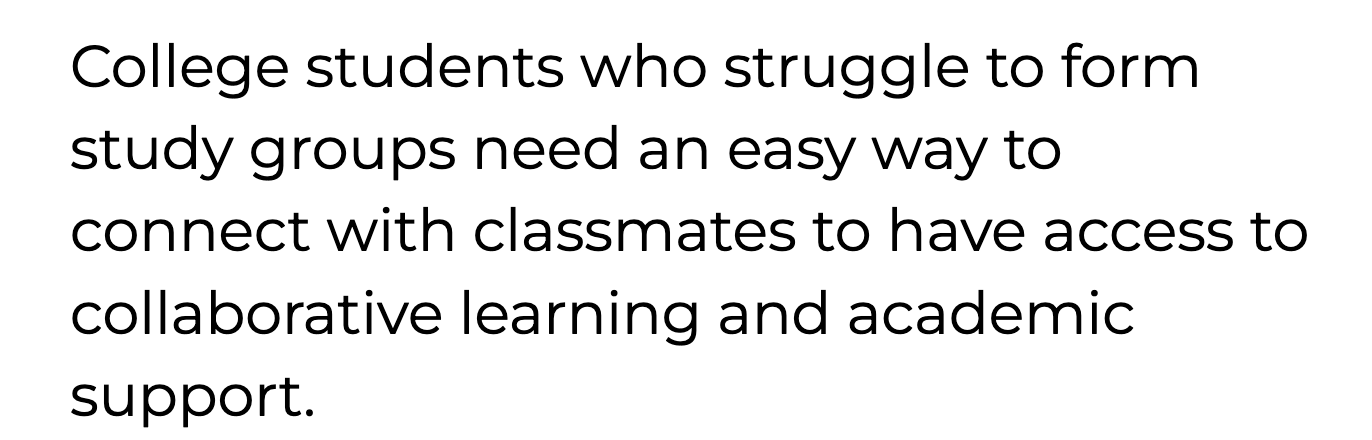 College students who struggle to form
study groups need an easy way to
connect with classmates to have access to
collaborative learning and academic
support.